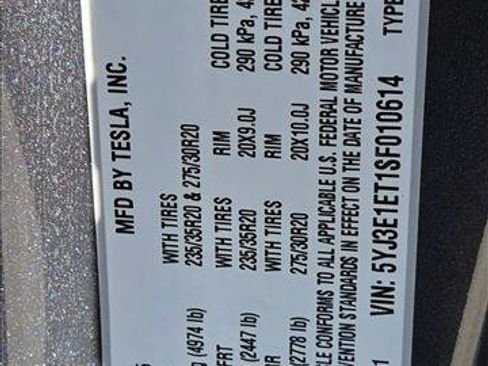 MFD BY TESLA, INC.
WITH TIRES
(4974 lb) 235/35R20 & 275/30R20
FRT WITH TIRES RIM COLD TIRE
(2447 lb) 235/35R20 20X9.0J 290 kPa, 42
WITH TIRES RIM COLD TIRE
(2778 lb) 275/30R20 20X10.0J 290 kPa, 42
CONFORMS TO ALL APPLICABLE U.S. FEDERAL MOTOR VEHICL
VENTION STANDARDS IN EFFECT ON THE DATE OF MANUFACTURE
VIN: 5YJ3E1ET1SF010614 TYPE